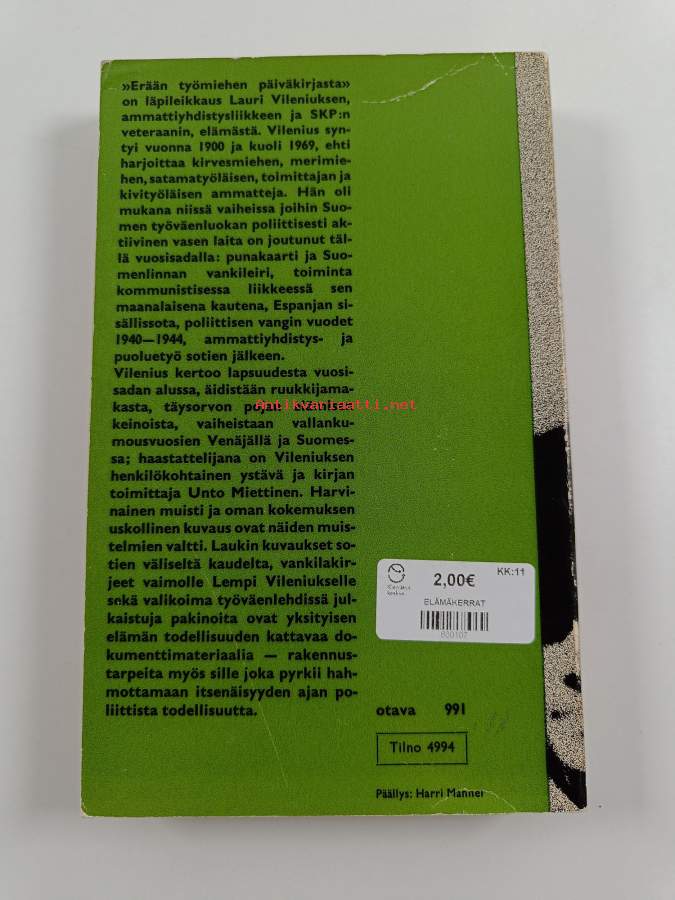 »Erään työmiehen päiväkirjasta»
on läpileikkaus Lauri Vileniuksen,
ammattiyhdistysliikkeen ja SKP:n
veteraanin, elämästä. Vilenius syn-
tyi vuonna 1900 ja kuoli 1969, ehti
harjoittaa kirvesmiehen, merimie-
hen, satamatyöläisen, toimittajan ja
kivityöläisen ammatteja. Hän oli
mukana niissä vaiheissa joihin Suo-
men työväenluokan poliittisesti ak-
tiivinen vasen laita on joutunut täl-
lä vuosisadalla: punakaarti ja Suo-
menlinnan vankileiri, toiminta
kommunistisessa liikkeessä sen
maanalaisena kautena, Espanjan si-
sällissota, poliittisen vangin vuodet
1940—1944, ammattiyhdistys- ja
puoluetyö sotien jälkeen.
Vilenius kertoo lapsuudesta vuosi-
sadan alussa, äidistään ruukkijama-
kasta, täysorvon
keinoista, vaiheistaan vallanku-
mousvuosien Venäjällä ja Suomes-
sa; haastattelijana on Vileniuksen
henkilökohtainen ystävä ja kirjan
toimittaja Unto Miettinen. Harvi-
nainen muisti ja oman kokemuksen
uskollinen kuvaus ovat näiden muis-
telmien valtti. Laukin kuvaukset so-
tien väliseltä kaudelta, vankilakir-
jeet vaimolle Lempi Vileniukselle
sekä valikoima työväenlehdissä jul-
kaistuja pakinoita ovat yksityisen
elämän todellisuuden kattavaa do-
kumenttimateriaalia — rakennus-
tarpeita myös sille joka pyrkii hah-
mottamaan itsenäisyyden ajan po-
liittista todellisuutta.
Antikvariaatti.net
KK:11
2,00€
ELÄMÄKERRAT
otava 991
Tilno 4994
Päällys: Harri Manner